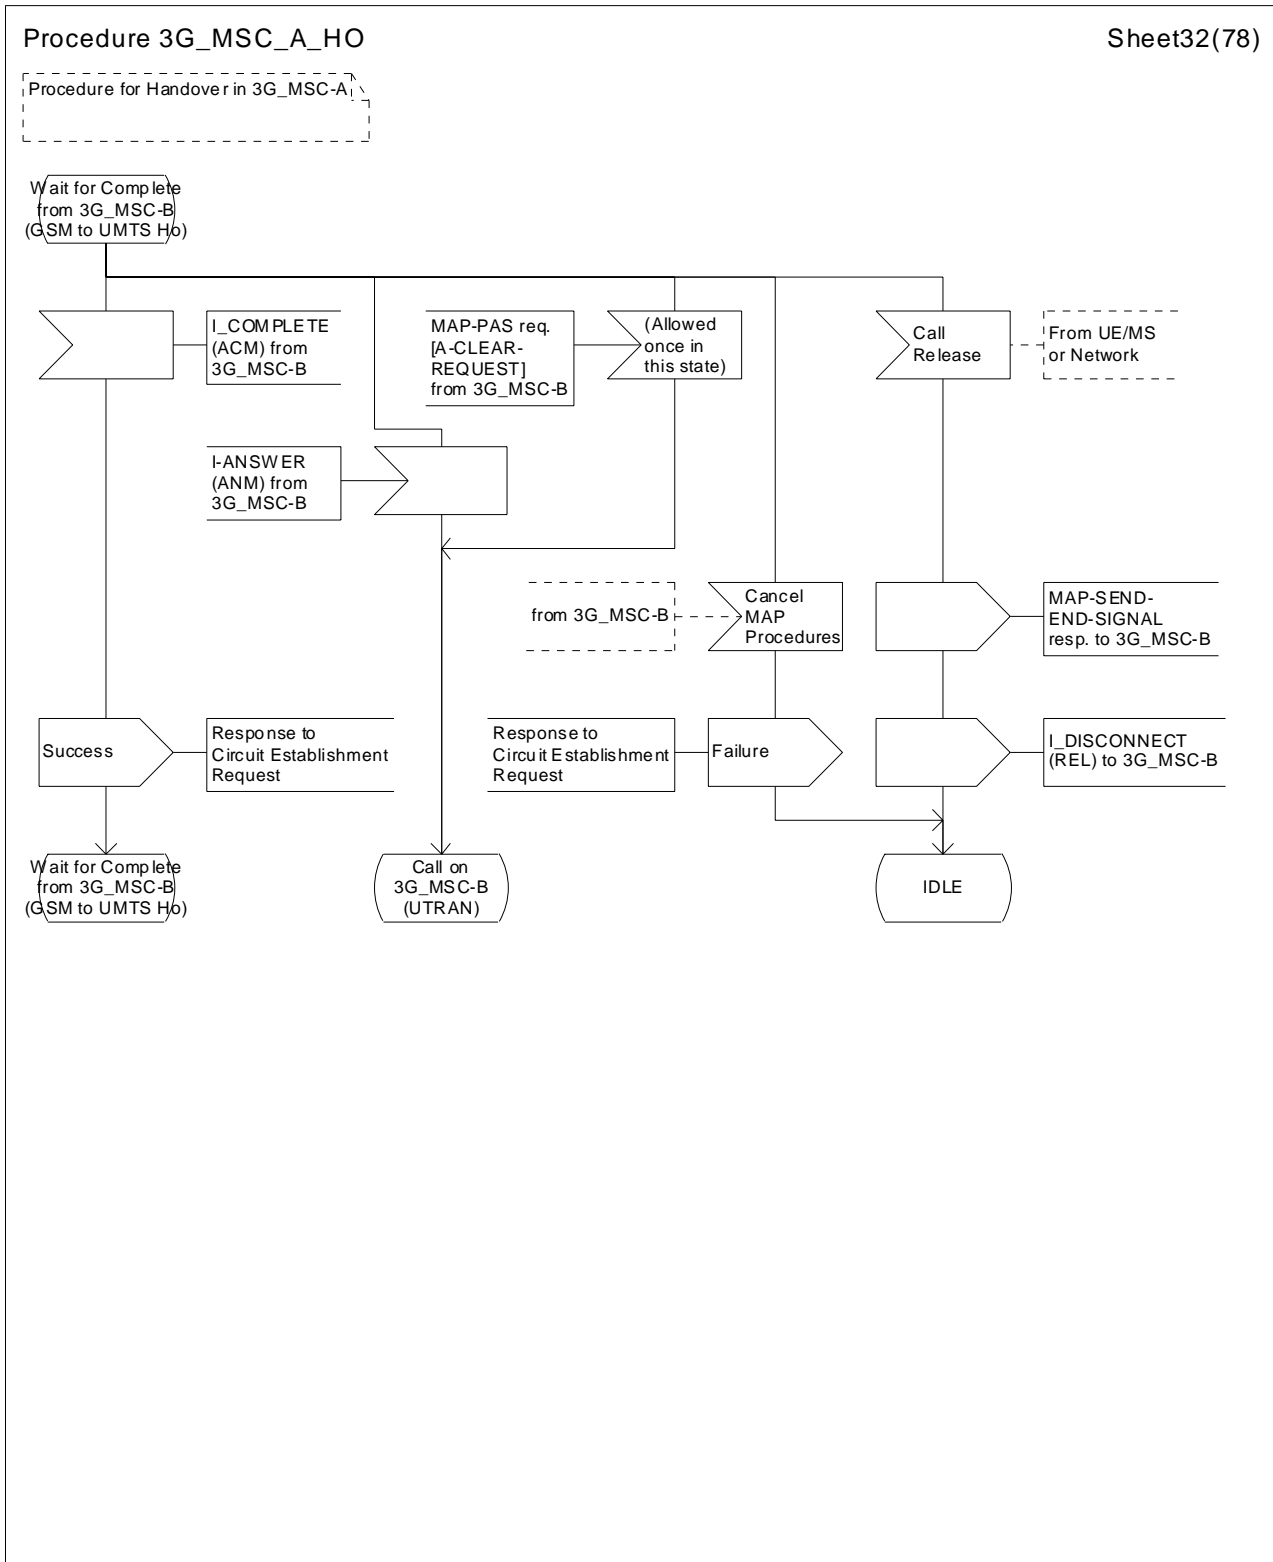 Procedure 3G_MSC_A_HO
Sheet32(78)
Procedure for Handover in 3G_MSC-A
Wait for Complete
from 3G_MSC-B
(GSM to UMTS Ho)
I_COMPLETE
(ACM) from
3G_MSC-B
MAP-PAS req.
[A-CLEAR-
REQUEST]
from 3G_MSC-B
(Allowed
once in
this state)
Call
Release
From UE/MS
or Network
I-ANSWER
(ANM) from
3G_MSC-B
from 3G_MSC-B
Cancel
MAP
Procedures
MAP-SEND-
END-SIGNAL
resp. to 3G_MSC-B
Success
Response to
Circuit Establishment
Request
Response to
Circuit Establishment
Request
Failure
I_DISCONNECT
(REL) to 3G_MSC-B
Wait for Complete
from 3G_MSC-B
(GSM to UMTS Ho)
Call on
3G_MSC-B
(UTRAN)
IDLE